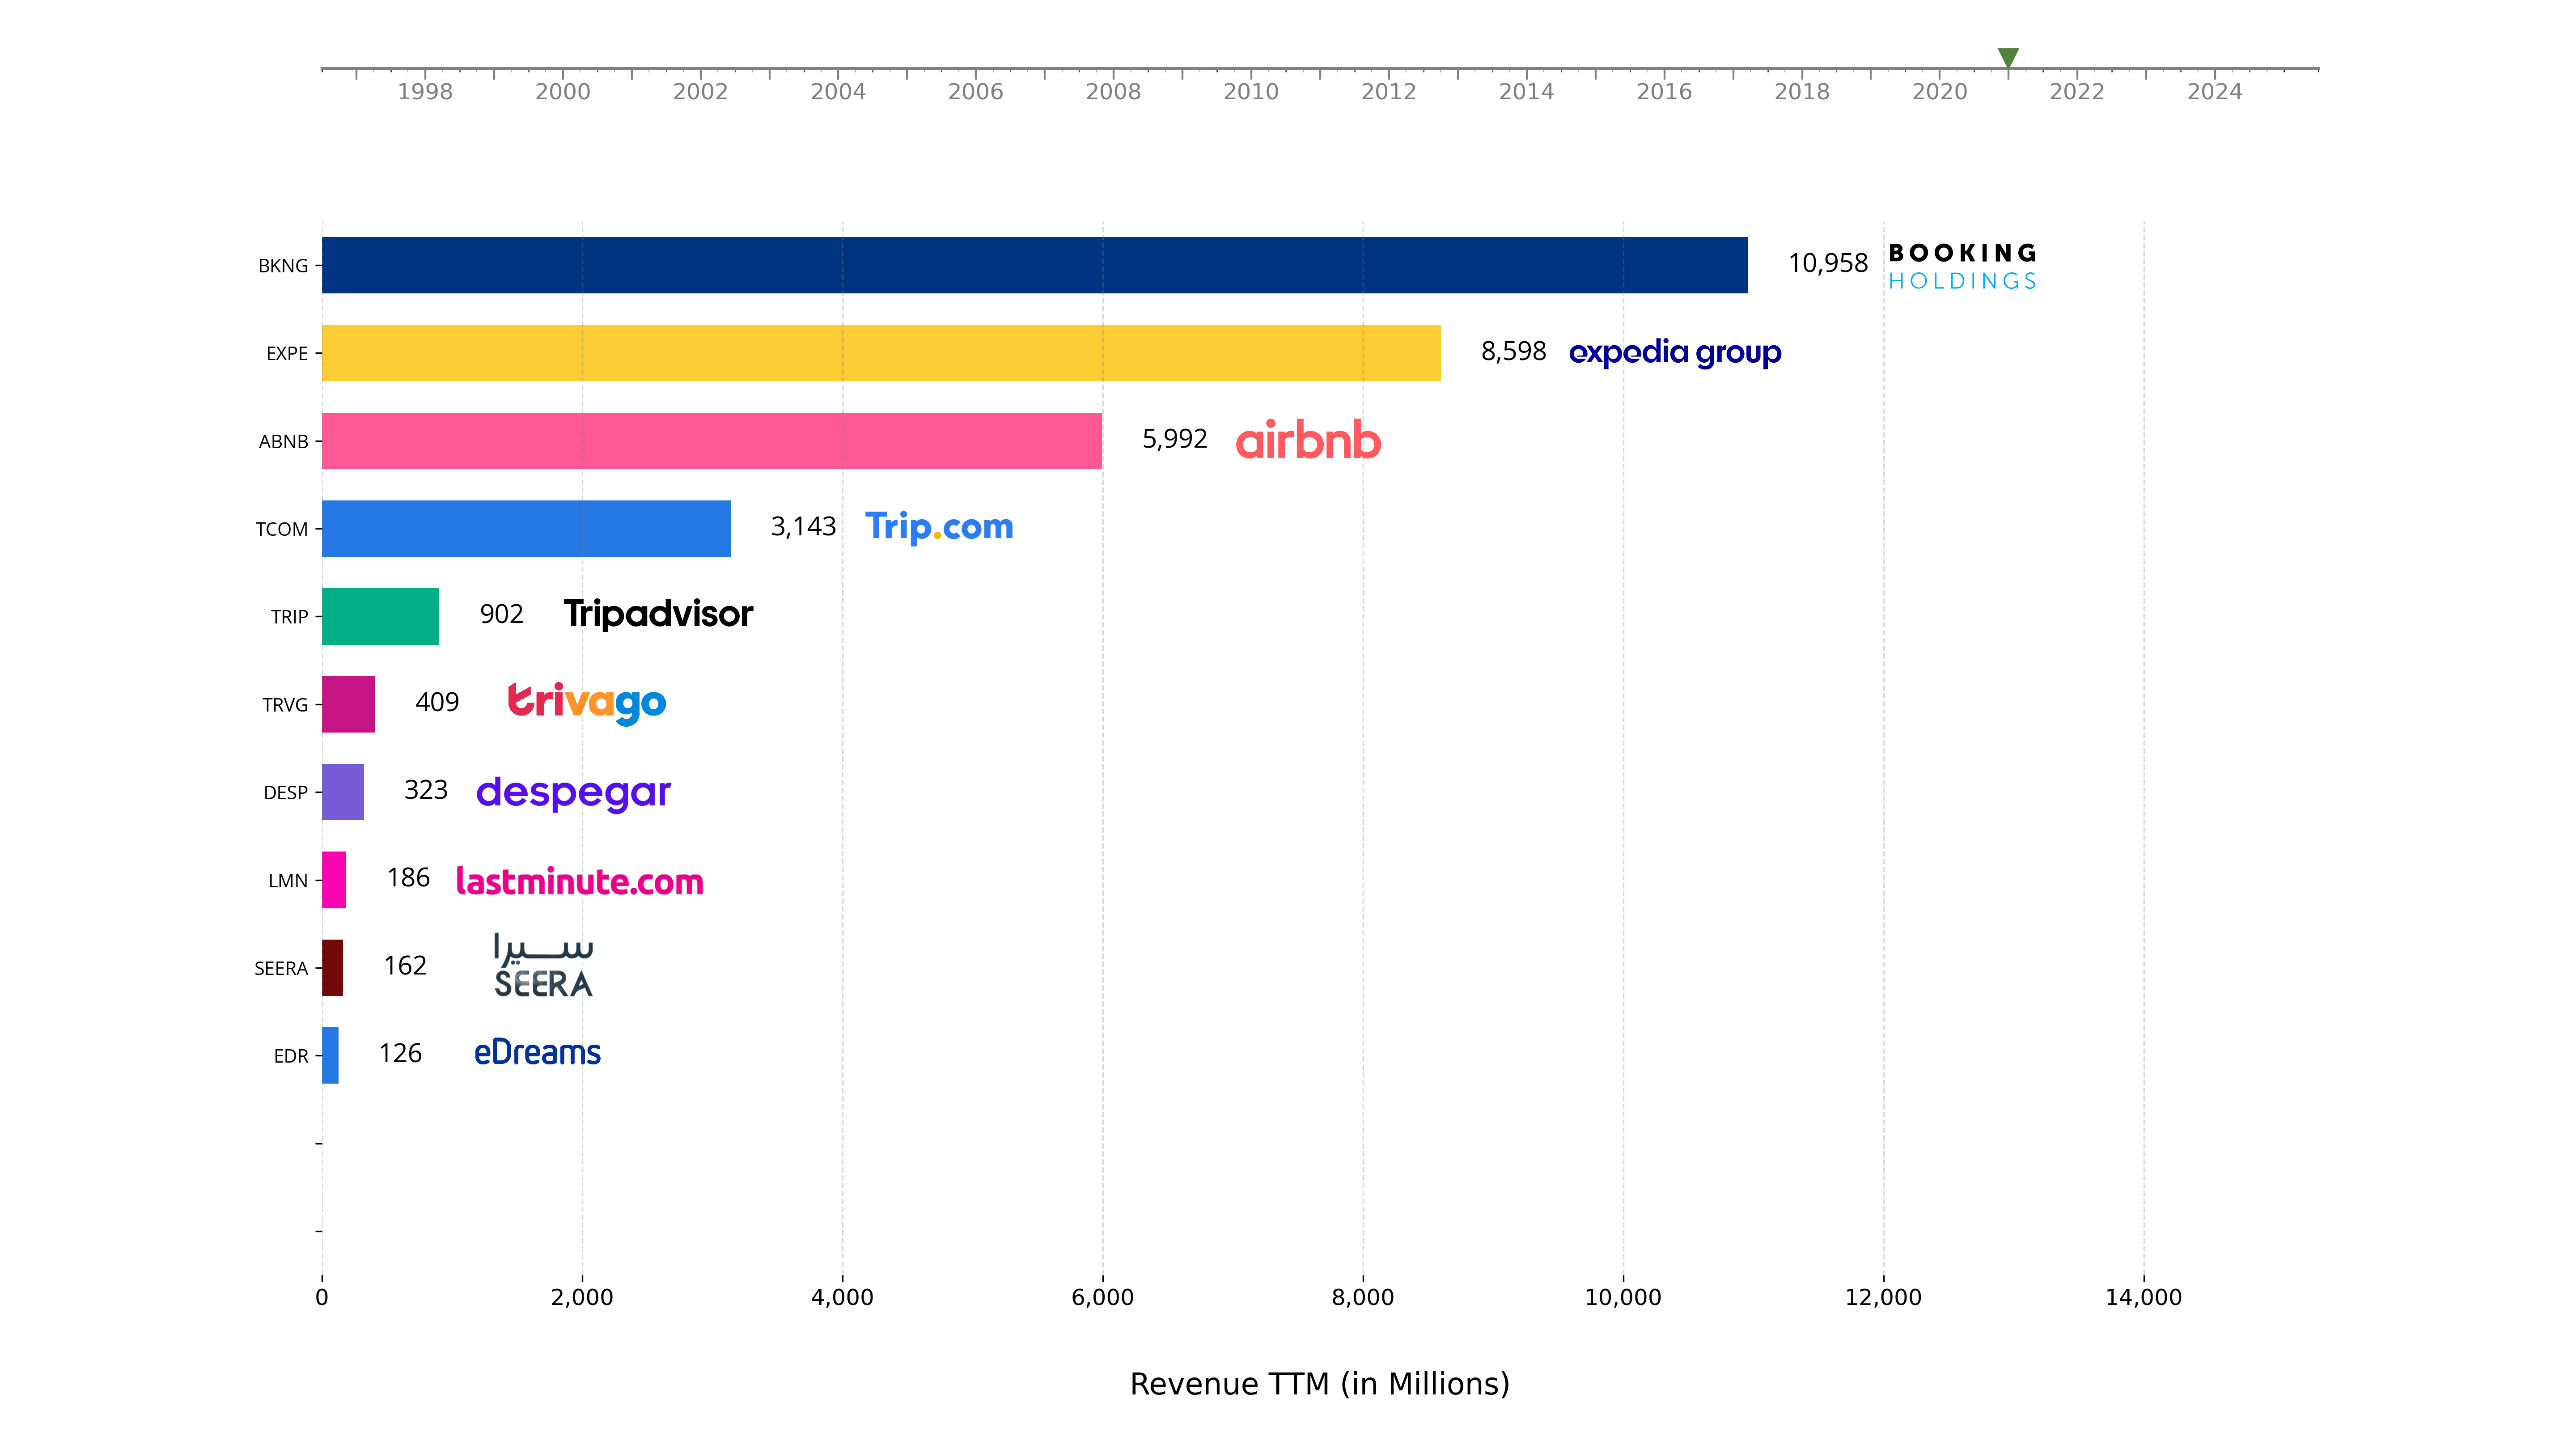 1998 2000 2002 2004 2006 2008 2010 2012 2014 2016 2018 2020 2022 2024
BKNG 10,958 BOOKING
HOLDINGS
EXPE 8,598 expedia group
ABNB 5,992 airbnb
TCOM 3,143 Trip.com
TRIP 902 Tripadvisor
TRVG 409 trivago
DESP 323 despegar
LMN 186 lastminute.com
سيرا
SEERA 162 SEERA
EDR 126 eDreams
0 2,000 4,000 6,000 8,000 10,000 12,000 14,000
Revenue TTM (in Millions)